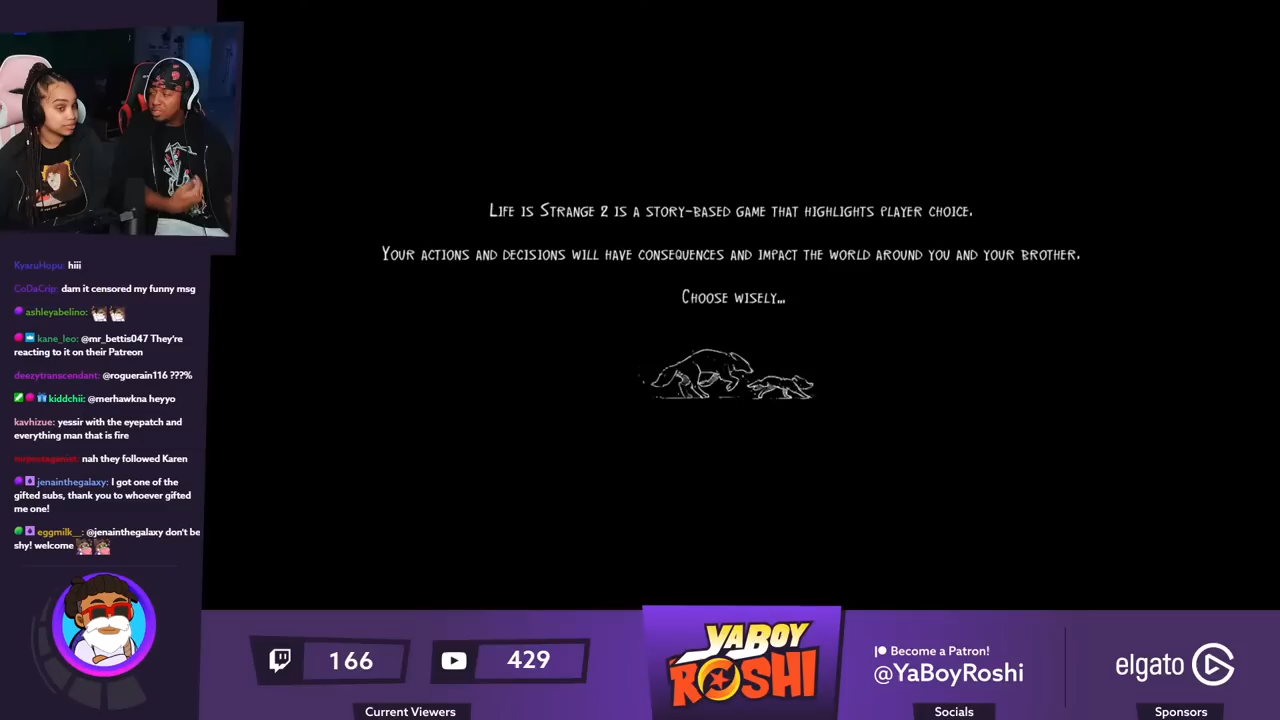 LIFE IS STRANGE 2 IS A STORY-BASED GAME THAT HIGHLIGHTS PLAYER CHOICE.
YOUR ACTIONS AND DECISIONS WILL HAVE CONSEQUENCES AND IMPACT THE WORLD AROUND YOU AND YOUR BROTHER.
CHOOSE WISELY...
KyaruHopu: hiii
CoDaCrip: dam it censored my funny msg
ashleyabelino:
kane_leo: @mr_bettis047 They're
reacting to it on their Patreon
deezytranscendant: @roguerain116 ???%
kiddchii: @merhawkna heyyo
kavhizue: yessir with the eyepatch and
everything man that is fire
nah they followed Karen
jenainthegalaxy: I got one of the
gifted subs, thank you to whoever gifted
me one!
eggmilk__: @jenainthegalaxy don't be
shy! welcome
166
429
Current Viewers
YABOY
ROSHI
Become a Patron!
@YaBoyRoshi
Socials
elgato
Sponsors